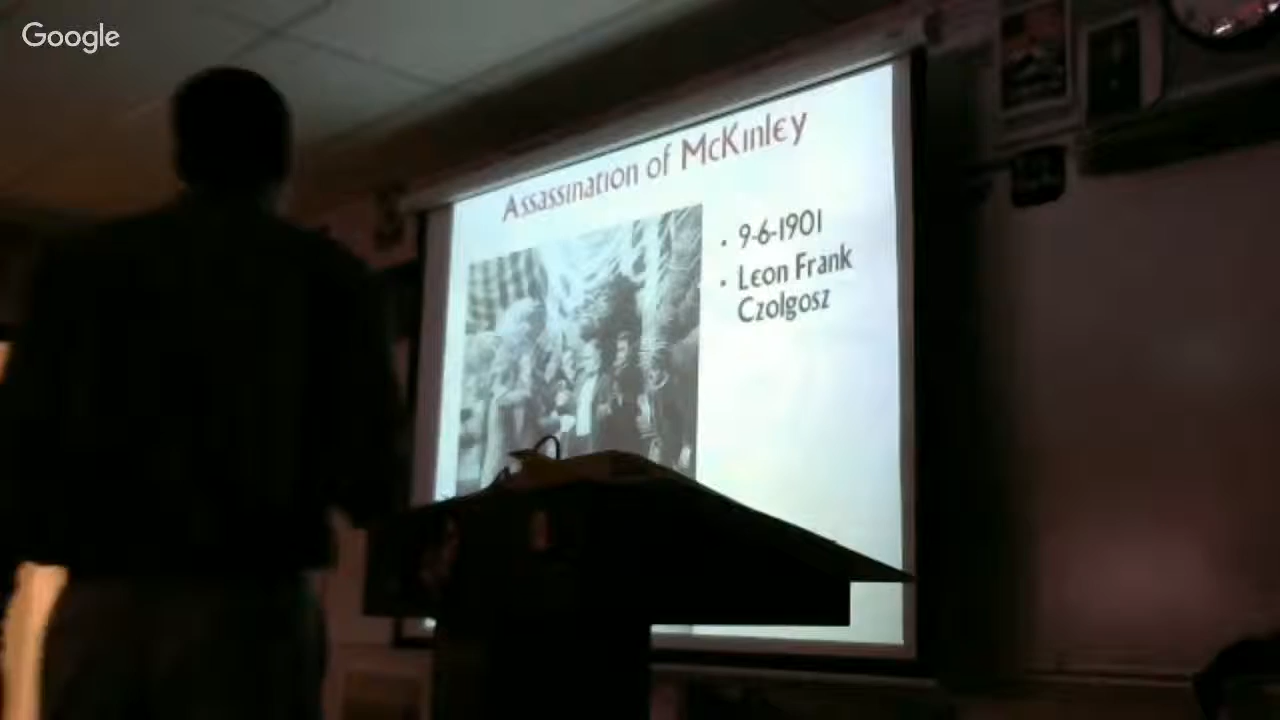 Google
Assassination of McKinley
• 9-6-1901
• Leon Frank
Czolgosz